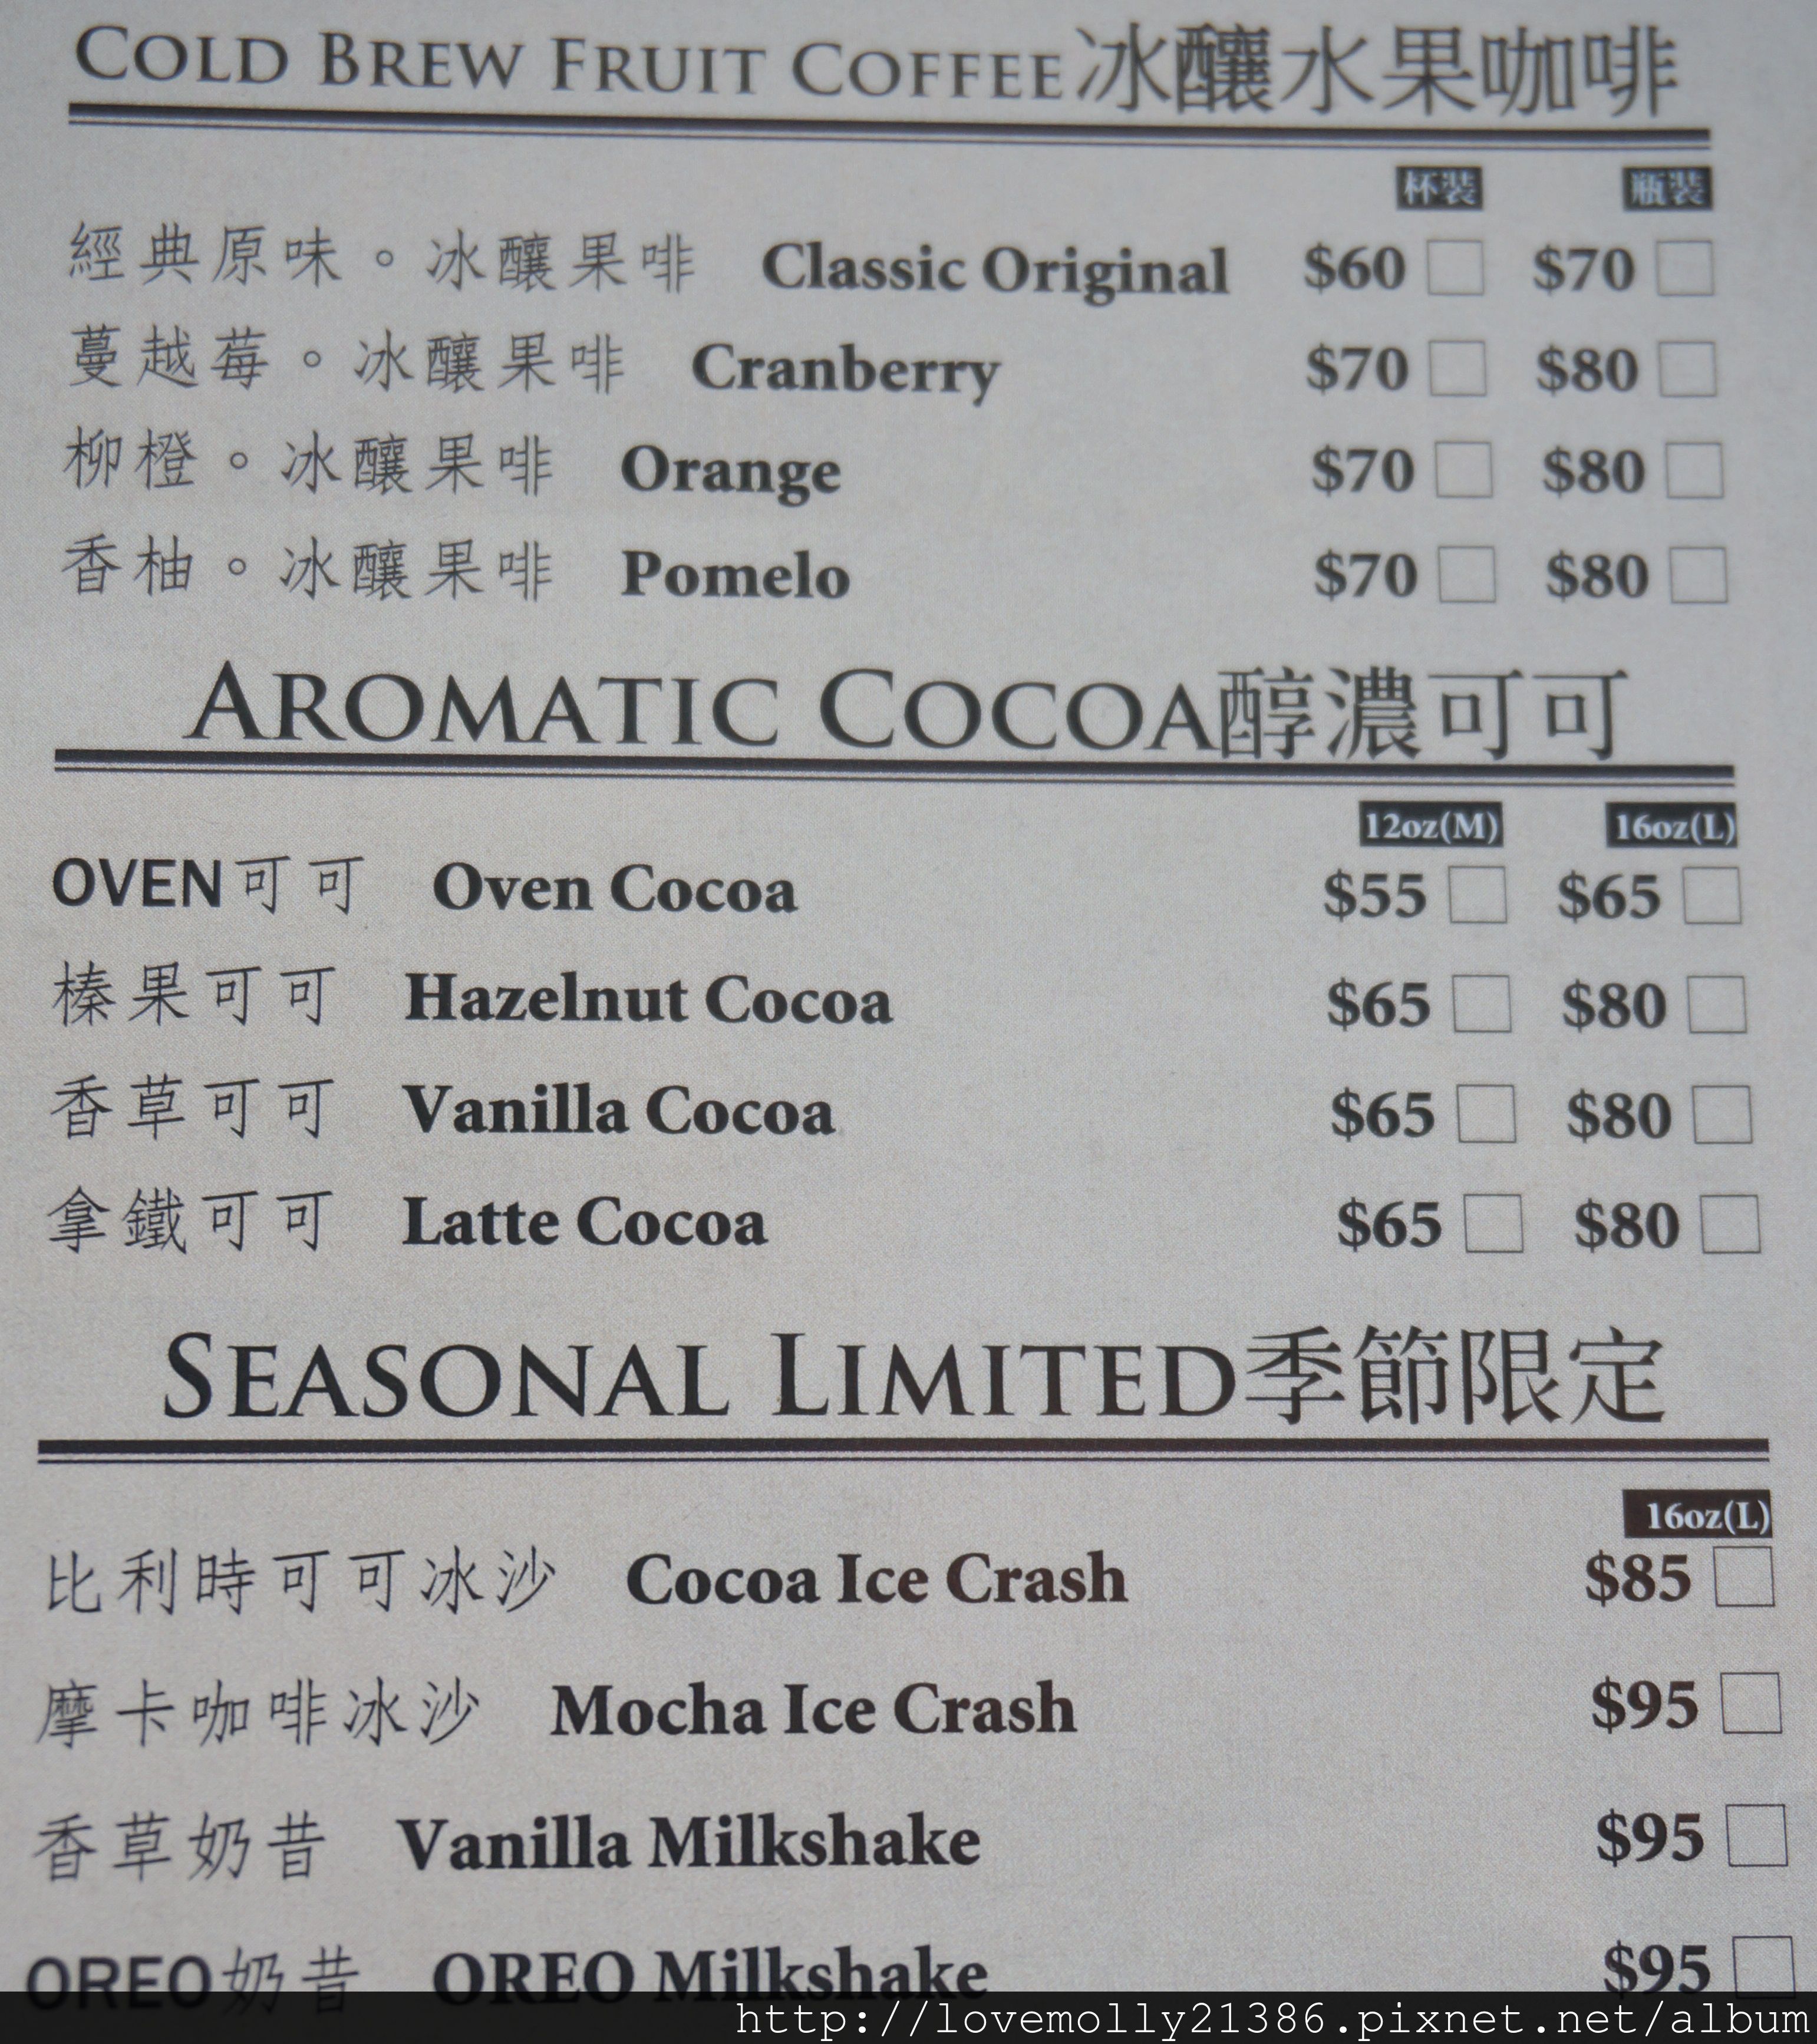 COLD BREW FRUIT COFFEE冰釀水果咖啡
杯裝 瓶裝
經典原味。冰釀果啡 Classic Original $60 $70
蔓越莓。冰釀果啡 Cranberry $70 $80
柳橙。冰釀果啡 Orange $70 $80
香柚。冰釀果啡 Pomelo $70 $80
AROMATIC COCOA醇濃可可
12oz(M) 16oz(L)
OVEN可可 Oven Cocoa $55 $65
榛果可可 Hazelnut Cocoa $65 $80
香草可可 Vanilla Cocoa $65 $80
拿鐵可可 Latte Cocoa $65 $80
SEASONAL LIMITED季節限定
16oz(L)
比利時可可冰沙 Cocoa Ice Crash $85
摩卡咖啡冰沙 Mocha Ice Crash $95
香草奶昔 Vanilla Milkshake $95
OREO奶昔 OREO Milkshake $95
http://lovemolly21386.pixnet.net/album